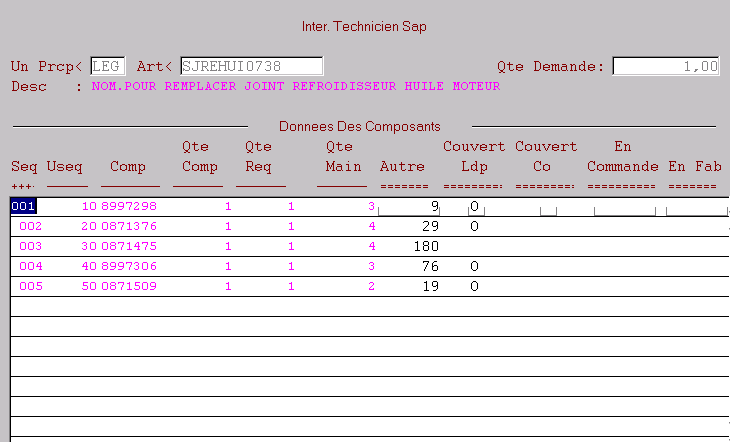 Inter. Technicien Sap
Un Prcp< LEG Art< SJREHUI0738 Qte Demande: 1,00
Desc : NOM.POUR REMPLACER JOINT REFROIDISSEUR HUILE MOTEUR
Donnees Des Composants
Qte Qte Qte Couvert Couvert En
Seq Useq Comp Comp Req Main Autre Ldp Co Commande En Fab
+++ ------- ------- ------- ------- ------- ======= ======= ======== =========== =======
001 10 8997298 1 1 3 9 O
002 20 0871376 1 1 4 29 O
003 30 0871475 1 1 4 180
004 40 8997306 1 1 3 76 O
005 50 0871509 1 1 2 19 O